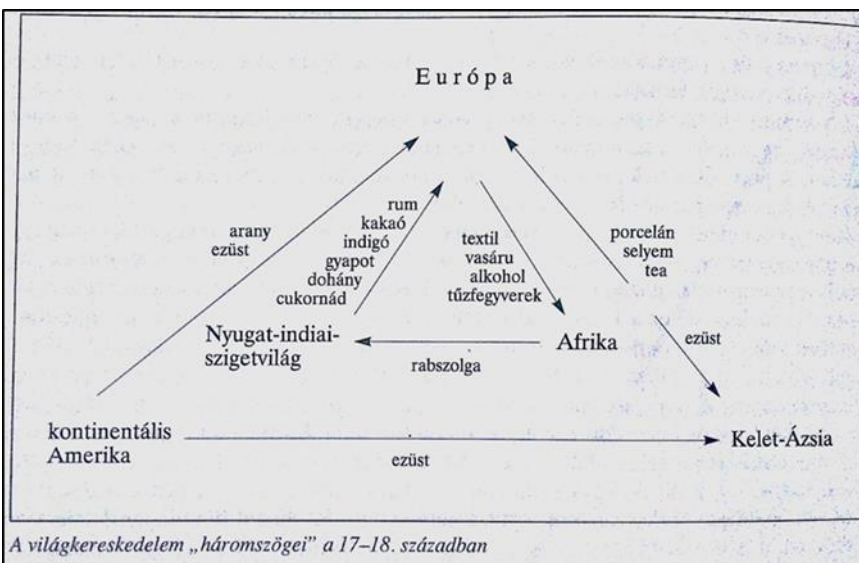 Európa
arany
ezüst
rum
kakaó
indigó
gyapot
dohány
cukornád
textil
vasáru
alkohol
tűzfegyverek
porcelán
selyem
tea
Nyugat-indiai-
szigetvilág
rabszolga
Afrika
ezüst
kontinentális
Amerika
ezüst
Kelet-Ázsia
A világkereskedelem „háromszögei” a 17–18. században